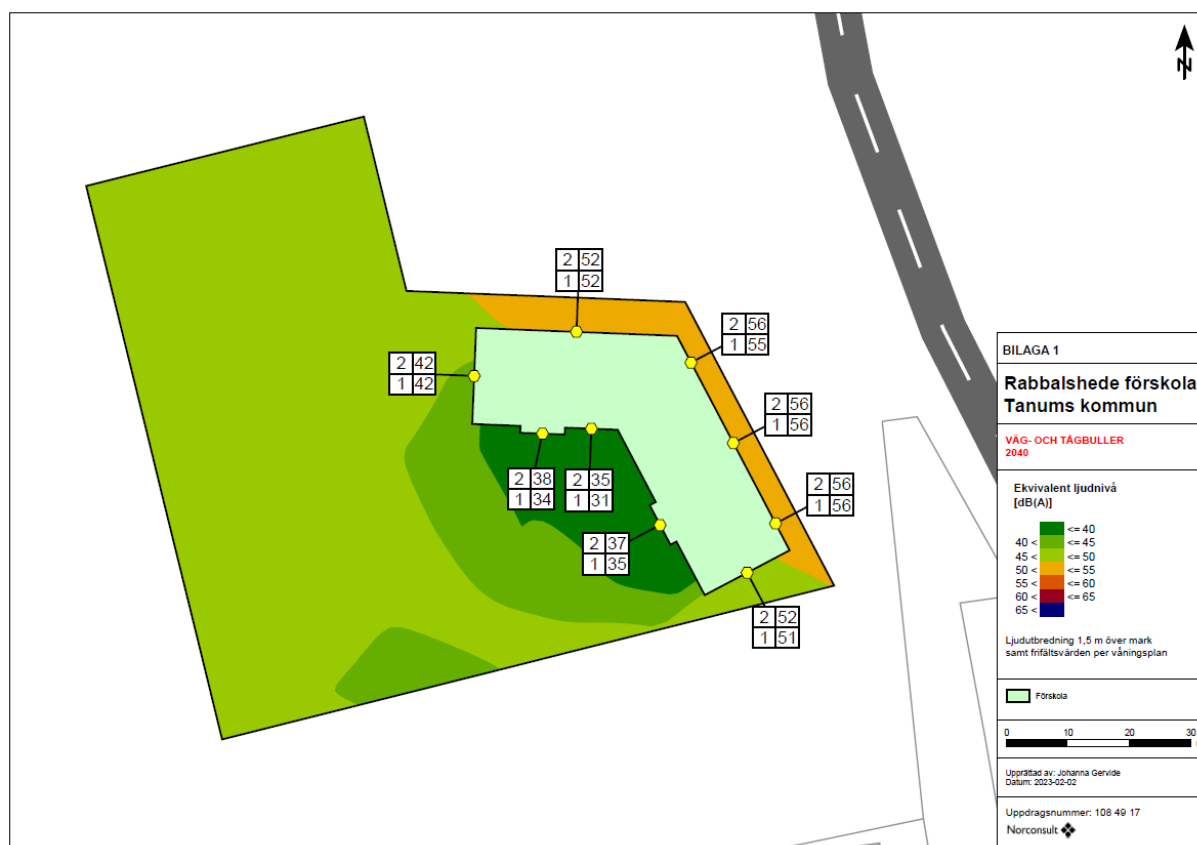 N
2 52
1 52
2 56
1 55
2 42
1 42
2 56
1 56
2 38
1 34
2 35
1 31
2 56
1 56
2 37
1 35
2 52
1 51
BILAGA 1
Rabbalshede förskola
Tanums kommun
VÄG- OCH TÅGBULLER
2040
Ekvivalent ljudnivå
[dB(A)]
<= 40
40 < <= 45
45 < <= 50
50 < <= 55
55 < <= 60
60 < <= 65
65 <
Ljudutbredning 1,5 m över mark
samt frifältsvärden per våningsplan
Förskola
0 10 20 30
Upprättad av: Johanna Gervide
Datum: 2023-02-02
Uppdragsnummer: 108 49 17
Norconsult